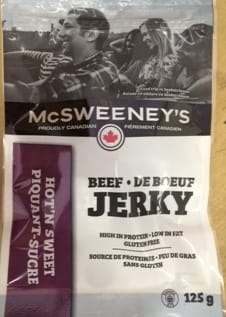 McSWEENEY'S
PROUDLY CANADIAN FIÈREMENT CANADIEN
HOT'N SWEET
PIQUANT-SUCRÉ
BEEF • DE BOEUF
JERKY
HIGH IN PROTEIN • LOW IN FAT
GLUTEN FREE
SOURCE DE PROTEINES • PEU DE GRAS
SANS GLUTEN
125 g